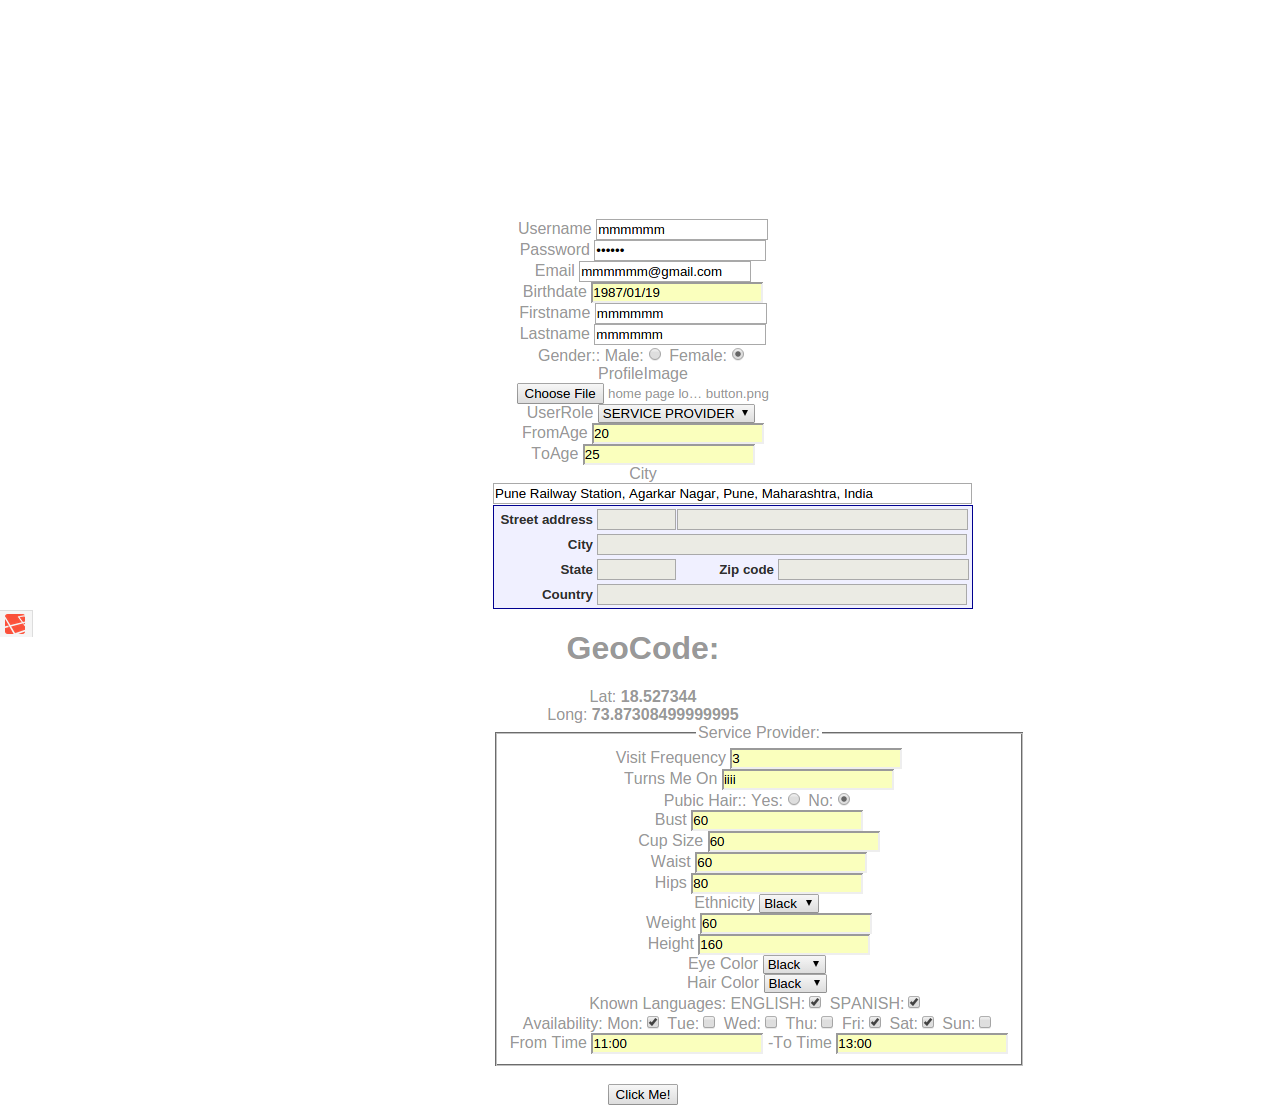 Username mmmmmm
Password ••••••
Email mmmmmm@gmail.com
Birthdate 1987/01/19
Firstname mmmmmm
Lastname mmmmmm
Gender:: Male: Female:
ProfileImage
Choose File home page lo… button.png
UserRole SERVICE PROVIDER
FromAge 20
ToAge 25
City
Pune Railway Station, Agarkar Nagar, Pune, Maharashtra, India
Street address
City
State Zip code
Country
GeoCode:
Lat: 18.527344
Long: 73.87308499999995
Service Provider:
Visit Frequency 3
Turns Me On iiii
Pubic Hair:: Yes: No:
Bust 60
Cup Size 60
Waist 60
Hips 80
Ethnicity Black
Weight 60
Height 160
Eye Color Black
Hair Color Black
Known Languages: ENGLISH: SPANISH:
Availability: Mon: Tue: Wed: Thu: Fri: Sat: Sun:
From Time 11:00 -To Time 13:00
Click Me!